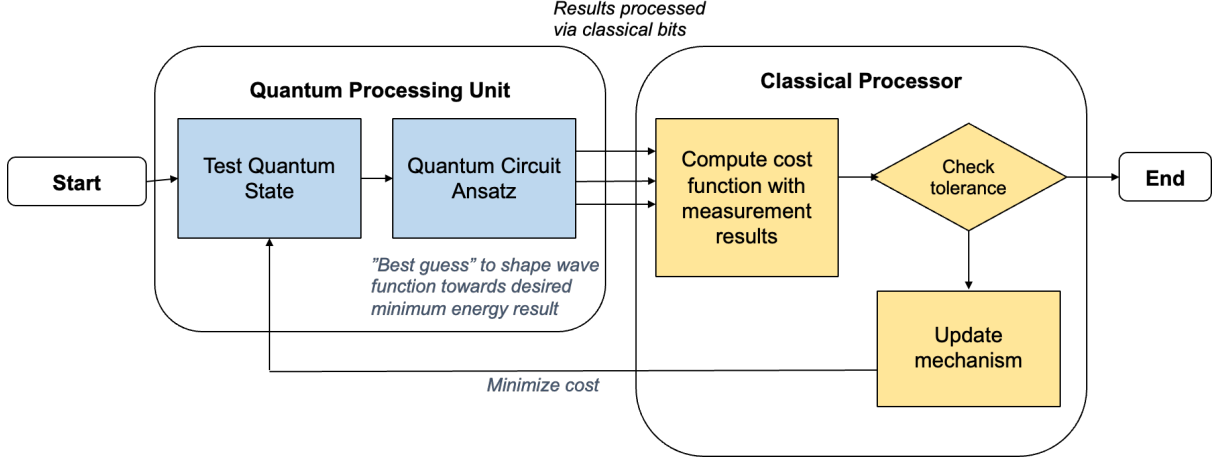 Results processed
via classical bits
Quantum Processing Unit
Classical Processor
Start
Test Quantum
State
Quantum Circuit
Ansatz
Compute cost
function with
measurement
results
Check
tolerance
End
”Best guess” to shape wave
function towards desired
minimum energy result
Update
mechanism
Minimize cost